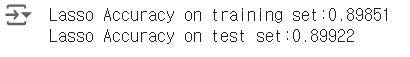 Lasso Accuracy on training set:0.89851
Lasso Accuracy on test set:0.89922